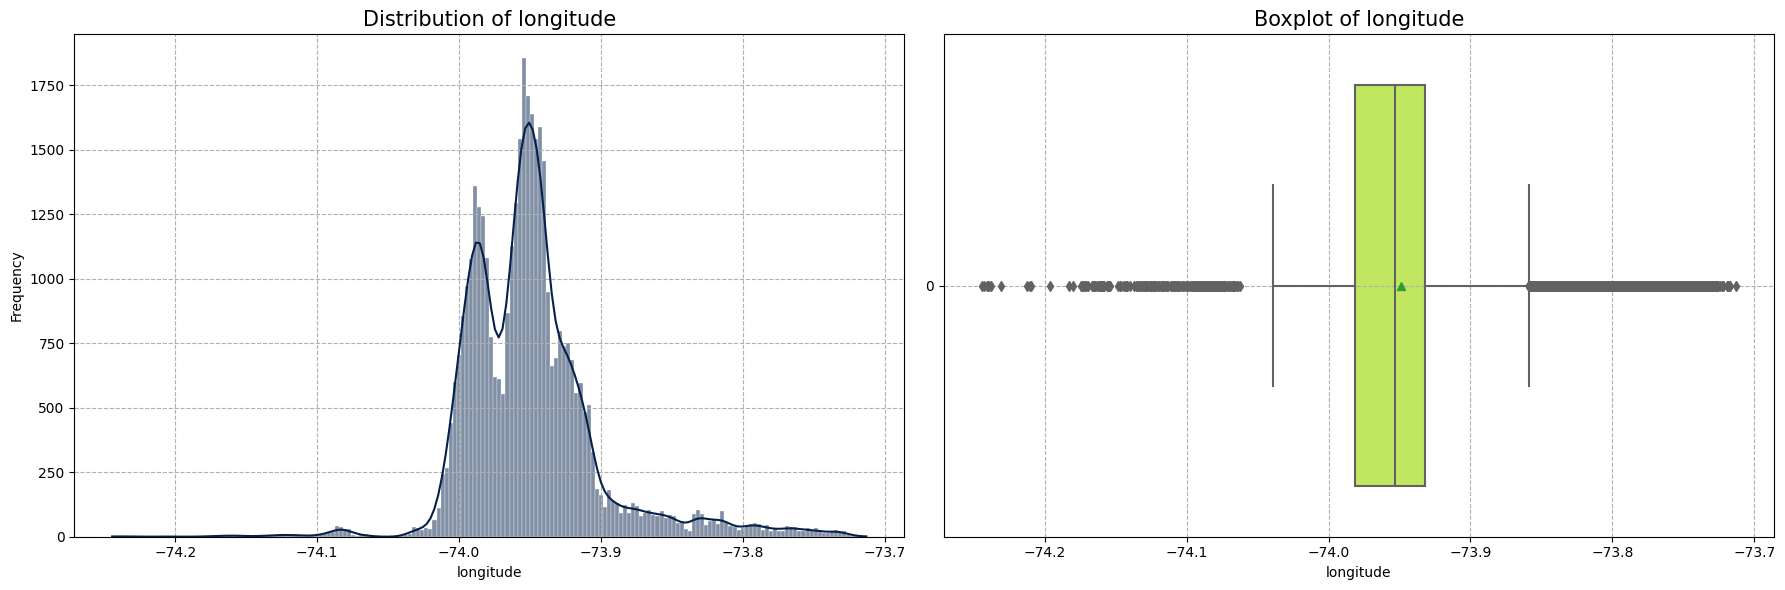 Distribution of longitude
Frequency
1750
1500
1250
1000
750
500
250
0
−74.2 −74.1 −74.0 −73.9 −73.8 −73.7
longitude
Boxplot of longitude
0
−74.2 −74.1 −74.0 −73.9 −73.8 −73.7
longitude